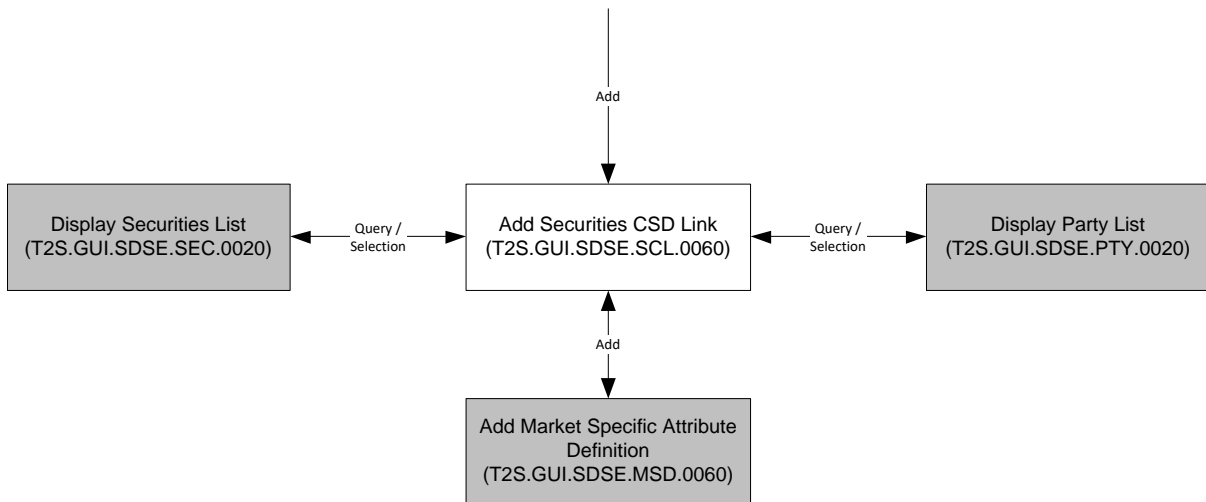 Add
Display Securities List
(T2S.GUI.SDSE.SEC.0020)
Query /
Selection
Add Securities CSD Link
(T2S.GUI.SDSE.SCL.0060)
Query /
Selection
Display Party List
(T2S.GUI.SDSE.PTY.0020)
Add
Add Market Specific Attribute
Definition
(T2S.GUI.SDSE.MSD.0060)